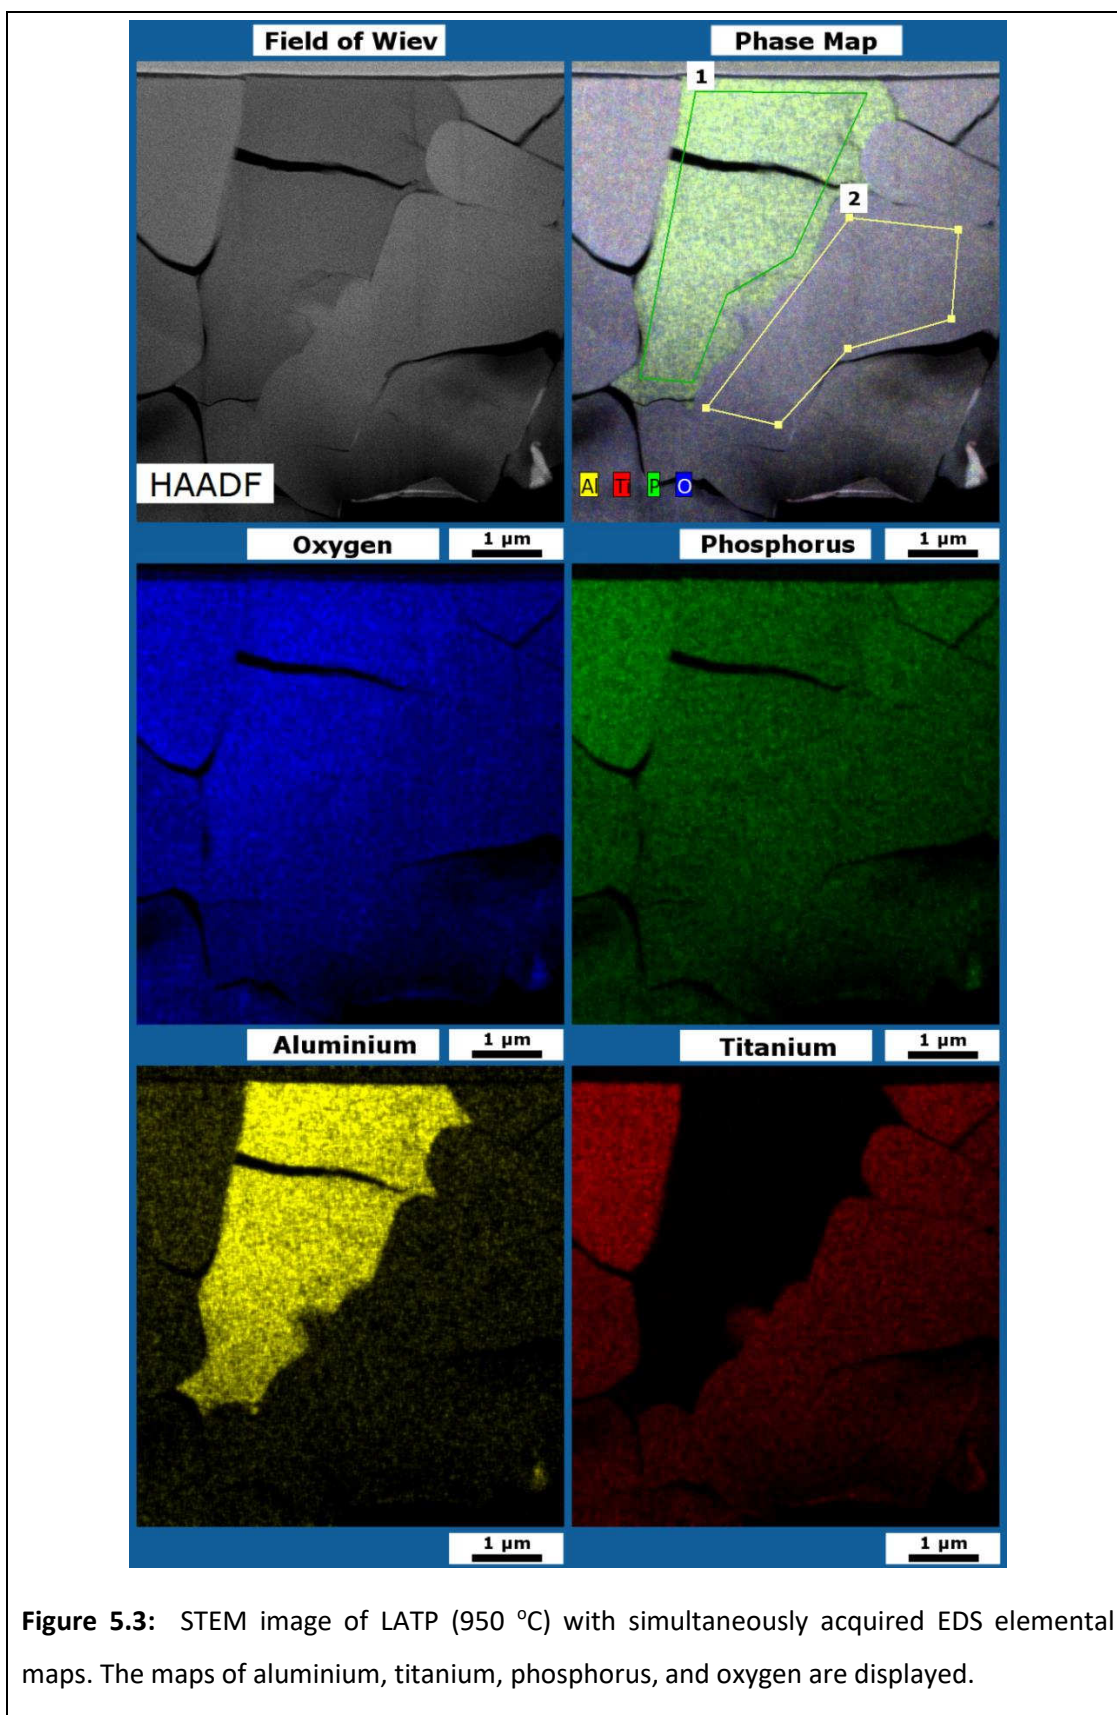 Field of Wiev
Phase Map
1
2
HAADF
A T P O
Oxygen
1 µm
Phosphorus
1 µm
Aluminium
1 µm
Titanium
1 µm
1 µm
1 µm
Figure 5.3: STEM image of LATP (950 °C) with simultaneously acquired EDS elemental
maps. The maps of aluminium, titanium, phosphorus, and oxygen are displayed.